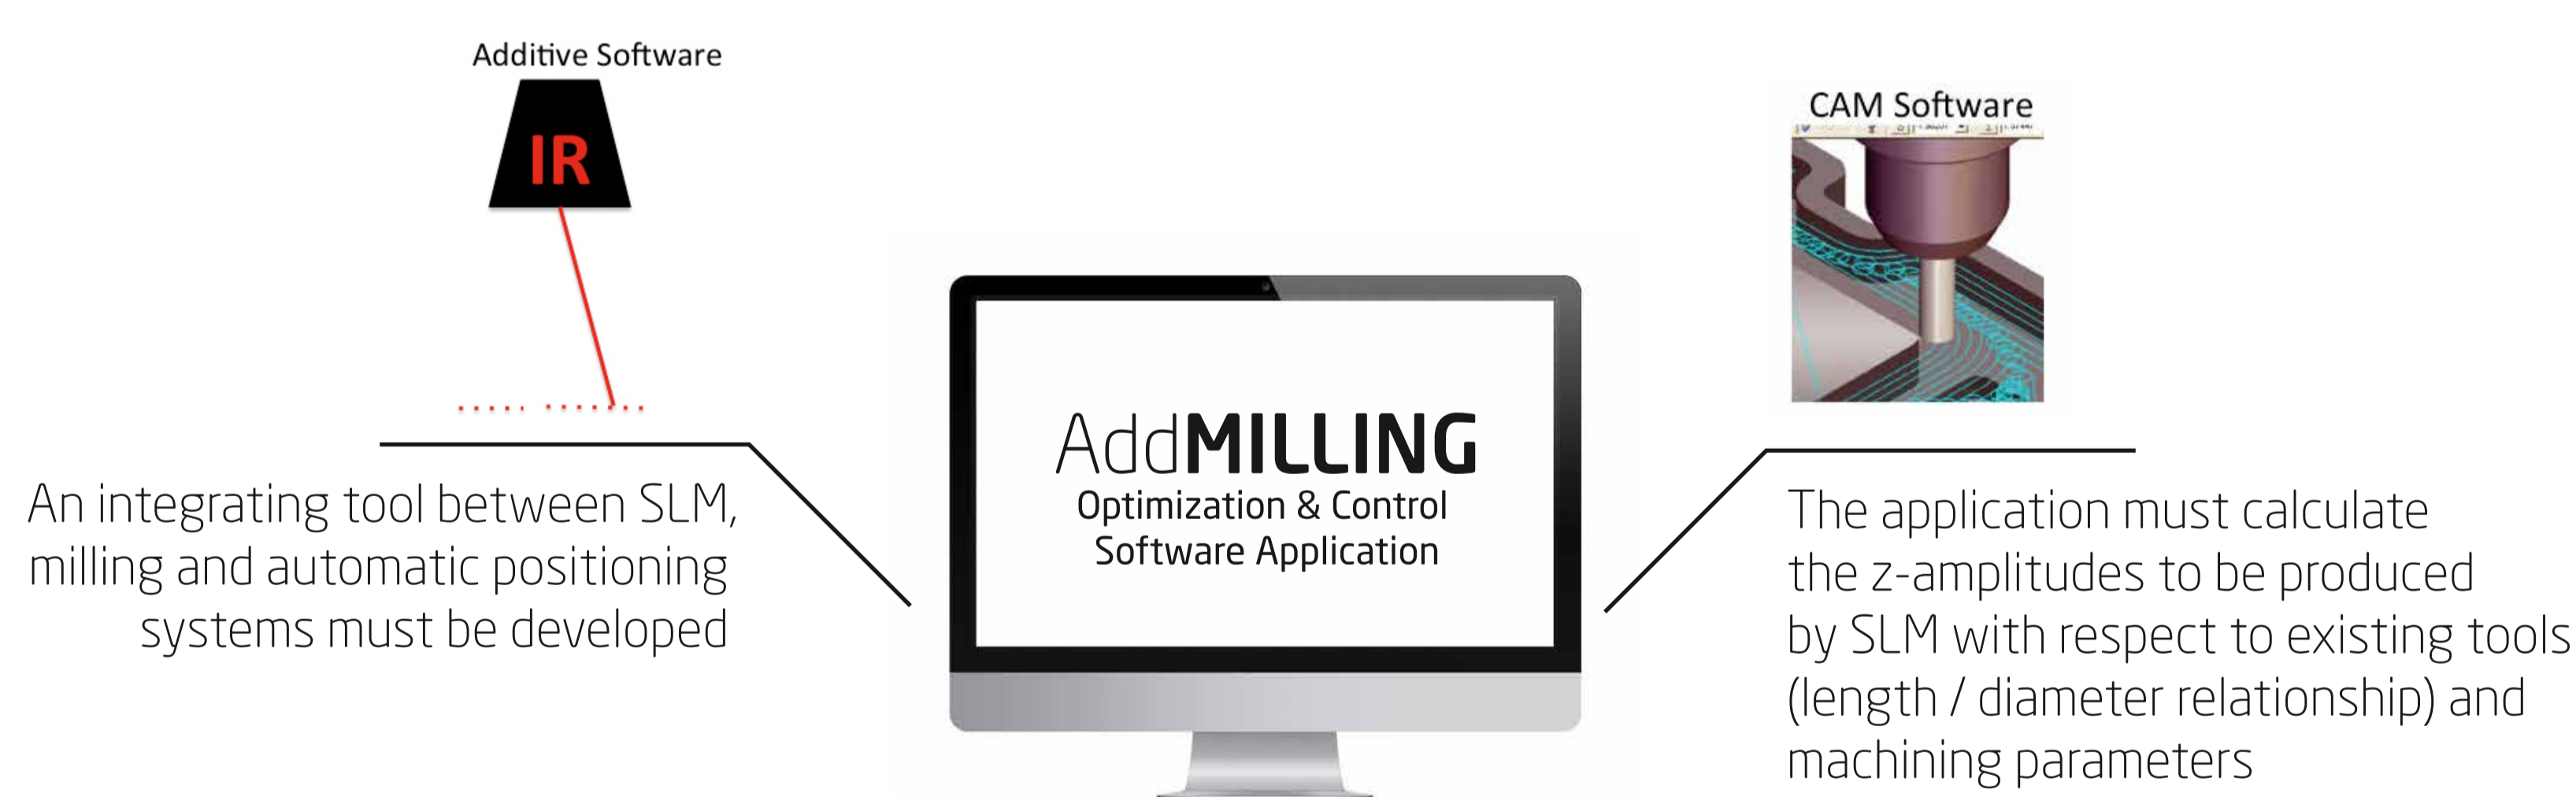 Additive Software
IR
An integrating tool between SLM,
milling and automatic positioning
systems must be developed
AddMILLING
Optimization & Control
Software Application
CAM Software
The application must calculate
the z-amplitudes to be produced
by SLM with respect to existing tools
(length / diameter relationship) and
machining parameters